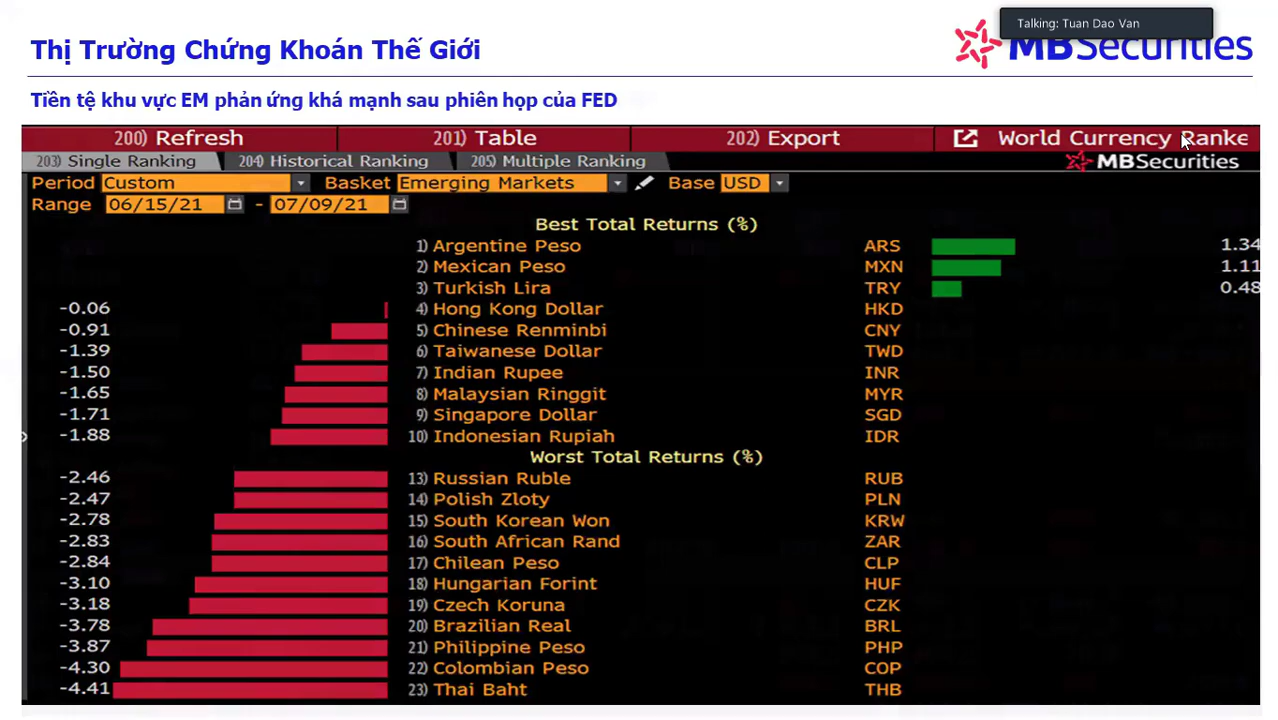 Talking: Tuan Dao Van
Thị Trường Chứng Khoán Thế Giới
MBSecurities
Tiền tệ khu vực EM phản ứng khá mạnh sau phiên họp của FED
200) Refresh 201) Table 202) Export World Currency Ranke
203) Single Ranking 204) Historical Ranking 205) Multiple Ranking MBSecurities
Period Custom Basket Emerging Markets Base USD
Range 06/15/21 - 07/09/21
Best Total Returns (%)
1) Argentine Peso ARS 1.34
2) Mexican Peso MXN 1.11
3) Turkish Lira TRY 0.48
-0.06 4) Hong Kong Dollar HKD
-0.91 5) Chinese Renminbi CNY
-1.39 6) Taiwanese Dollar TWD
-1.50 7) Indian Rupee INR
-1.65 8) Malaysian Ringgit MYR
-1.71 9) Singapore Dollar SGD
-1.88 10) Indonesian Rupiah IDR
Worst Total Returns (%)
-2.46 13) Russian Ruble RUB
-2.47 14) Polish Zloty PLN
-2.78 15) South Korean Won KRW
-2.83 16) South African Rand ZAR
-2.84 17) Chilean Peso CLP
-3.10 18) Hungarian Forint HUF
-3.18 19) Czech Koruna CZK
-3.78 20) Brazilian Real BRL
-3.87 21) Philippine Peso PHP
-4.30 22) Colombian Peso COP
-4.41 23) Thai Baht THB